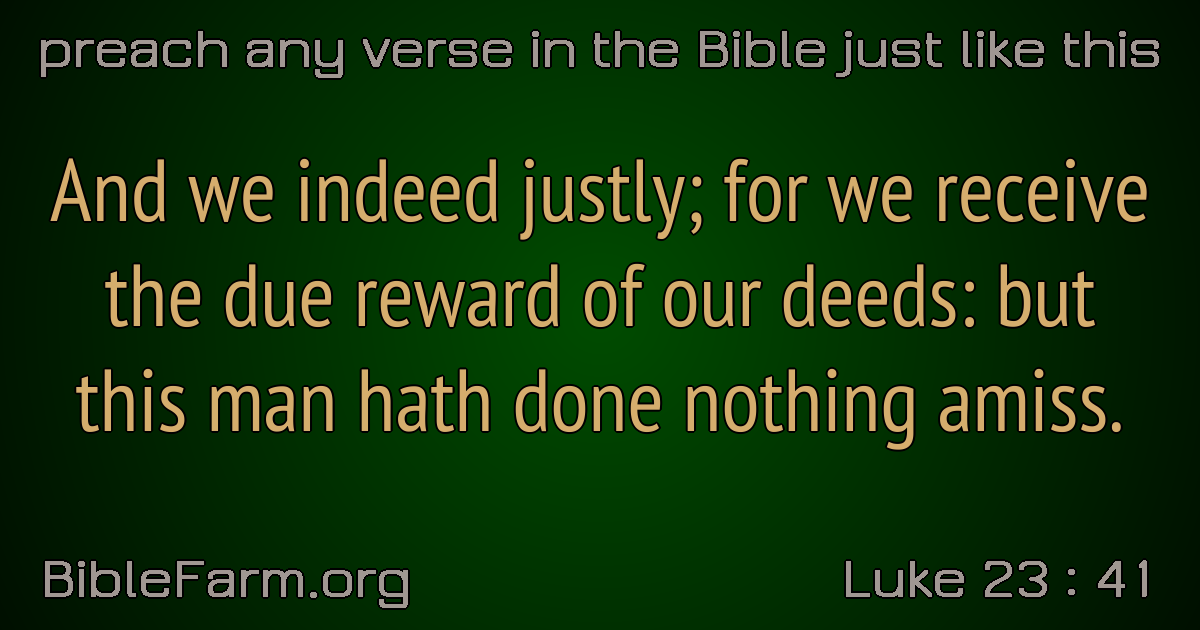 preach any verse in the Bible just like this
And we indeed justly; for we receive
the due reward of our deeds: but
this man hath done nothing amiss.
BibleFarm.org
Luke 23 : 41